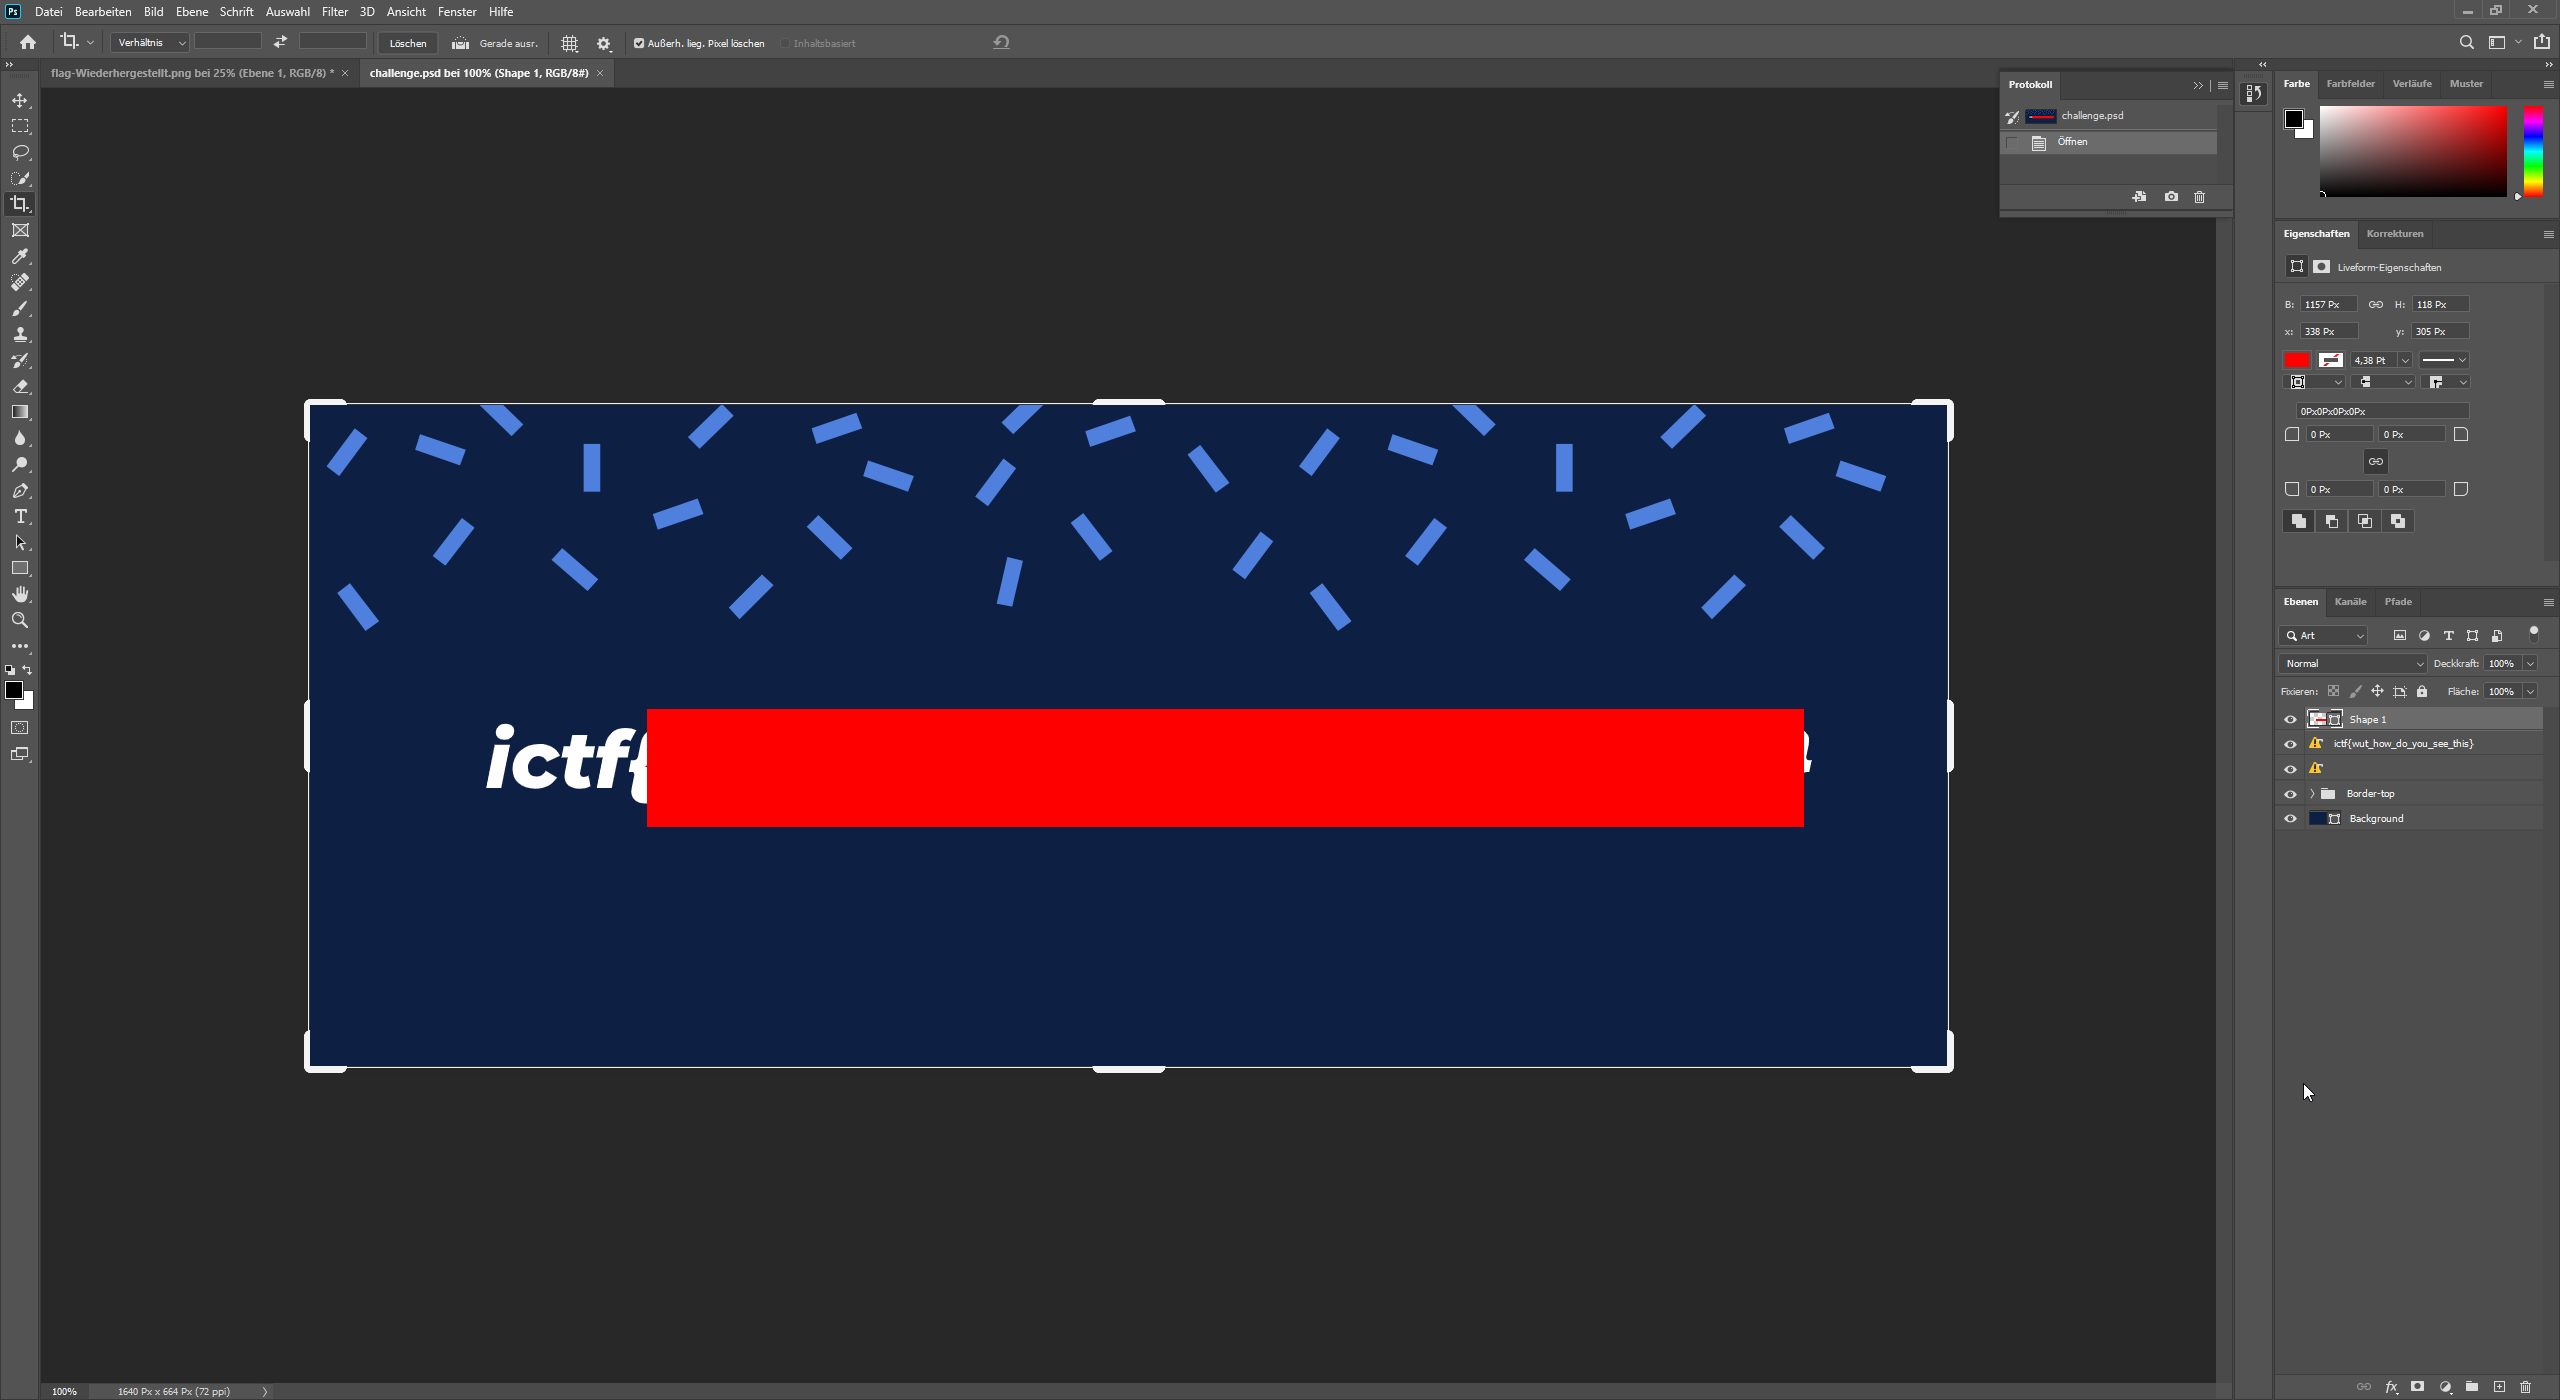 Ps Datei Bearbeiten Bild Ebene Schrift Auswahl Filter 3D Ansicht Fenster Hilfe
Verhältnis Löschen Gerade ausr. Außerh. lieg. Pixel löschen Inhaltsbasiert
flag-Wiederhergestellt.png bei 25% (Ebene 1, RGB/8) * × challenge.psd bei 100% (Shape 1, RGB/8#) ×
Protokoll
challenge.psd
Öffnen
Farbe Farbfelder Verläufe Muster
Eigenschaften Korrekturen
Liveform-Eigenschaften
B: 1157 Px H: 118 Px
x: 338 Px y: 305 Px
4,38 Pt
0Px0Px0Px0Px
0 Px 0 Px
0 Px 0 Px
Ebenen Kanäle Pfade
Art
Normal Deckkraft: 100%
Fixieren: Fläche: 100%
Shape 1
ictf{wut_how_do_you_see_this}
Border-top
Background
ictf{
100% 1640 Px x 664 Px (72 ppi)